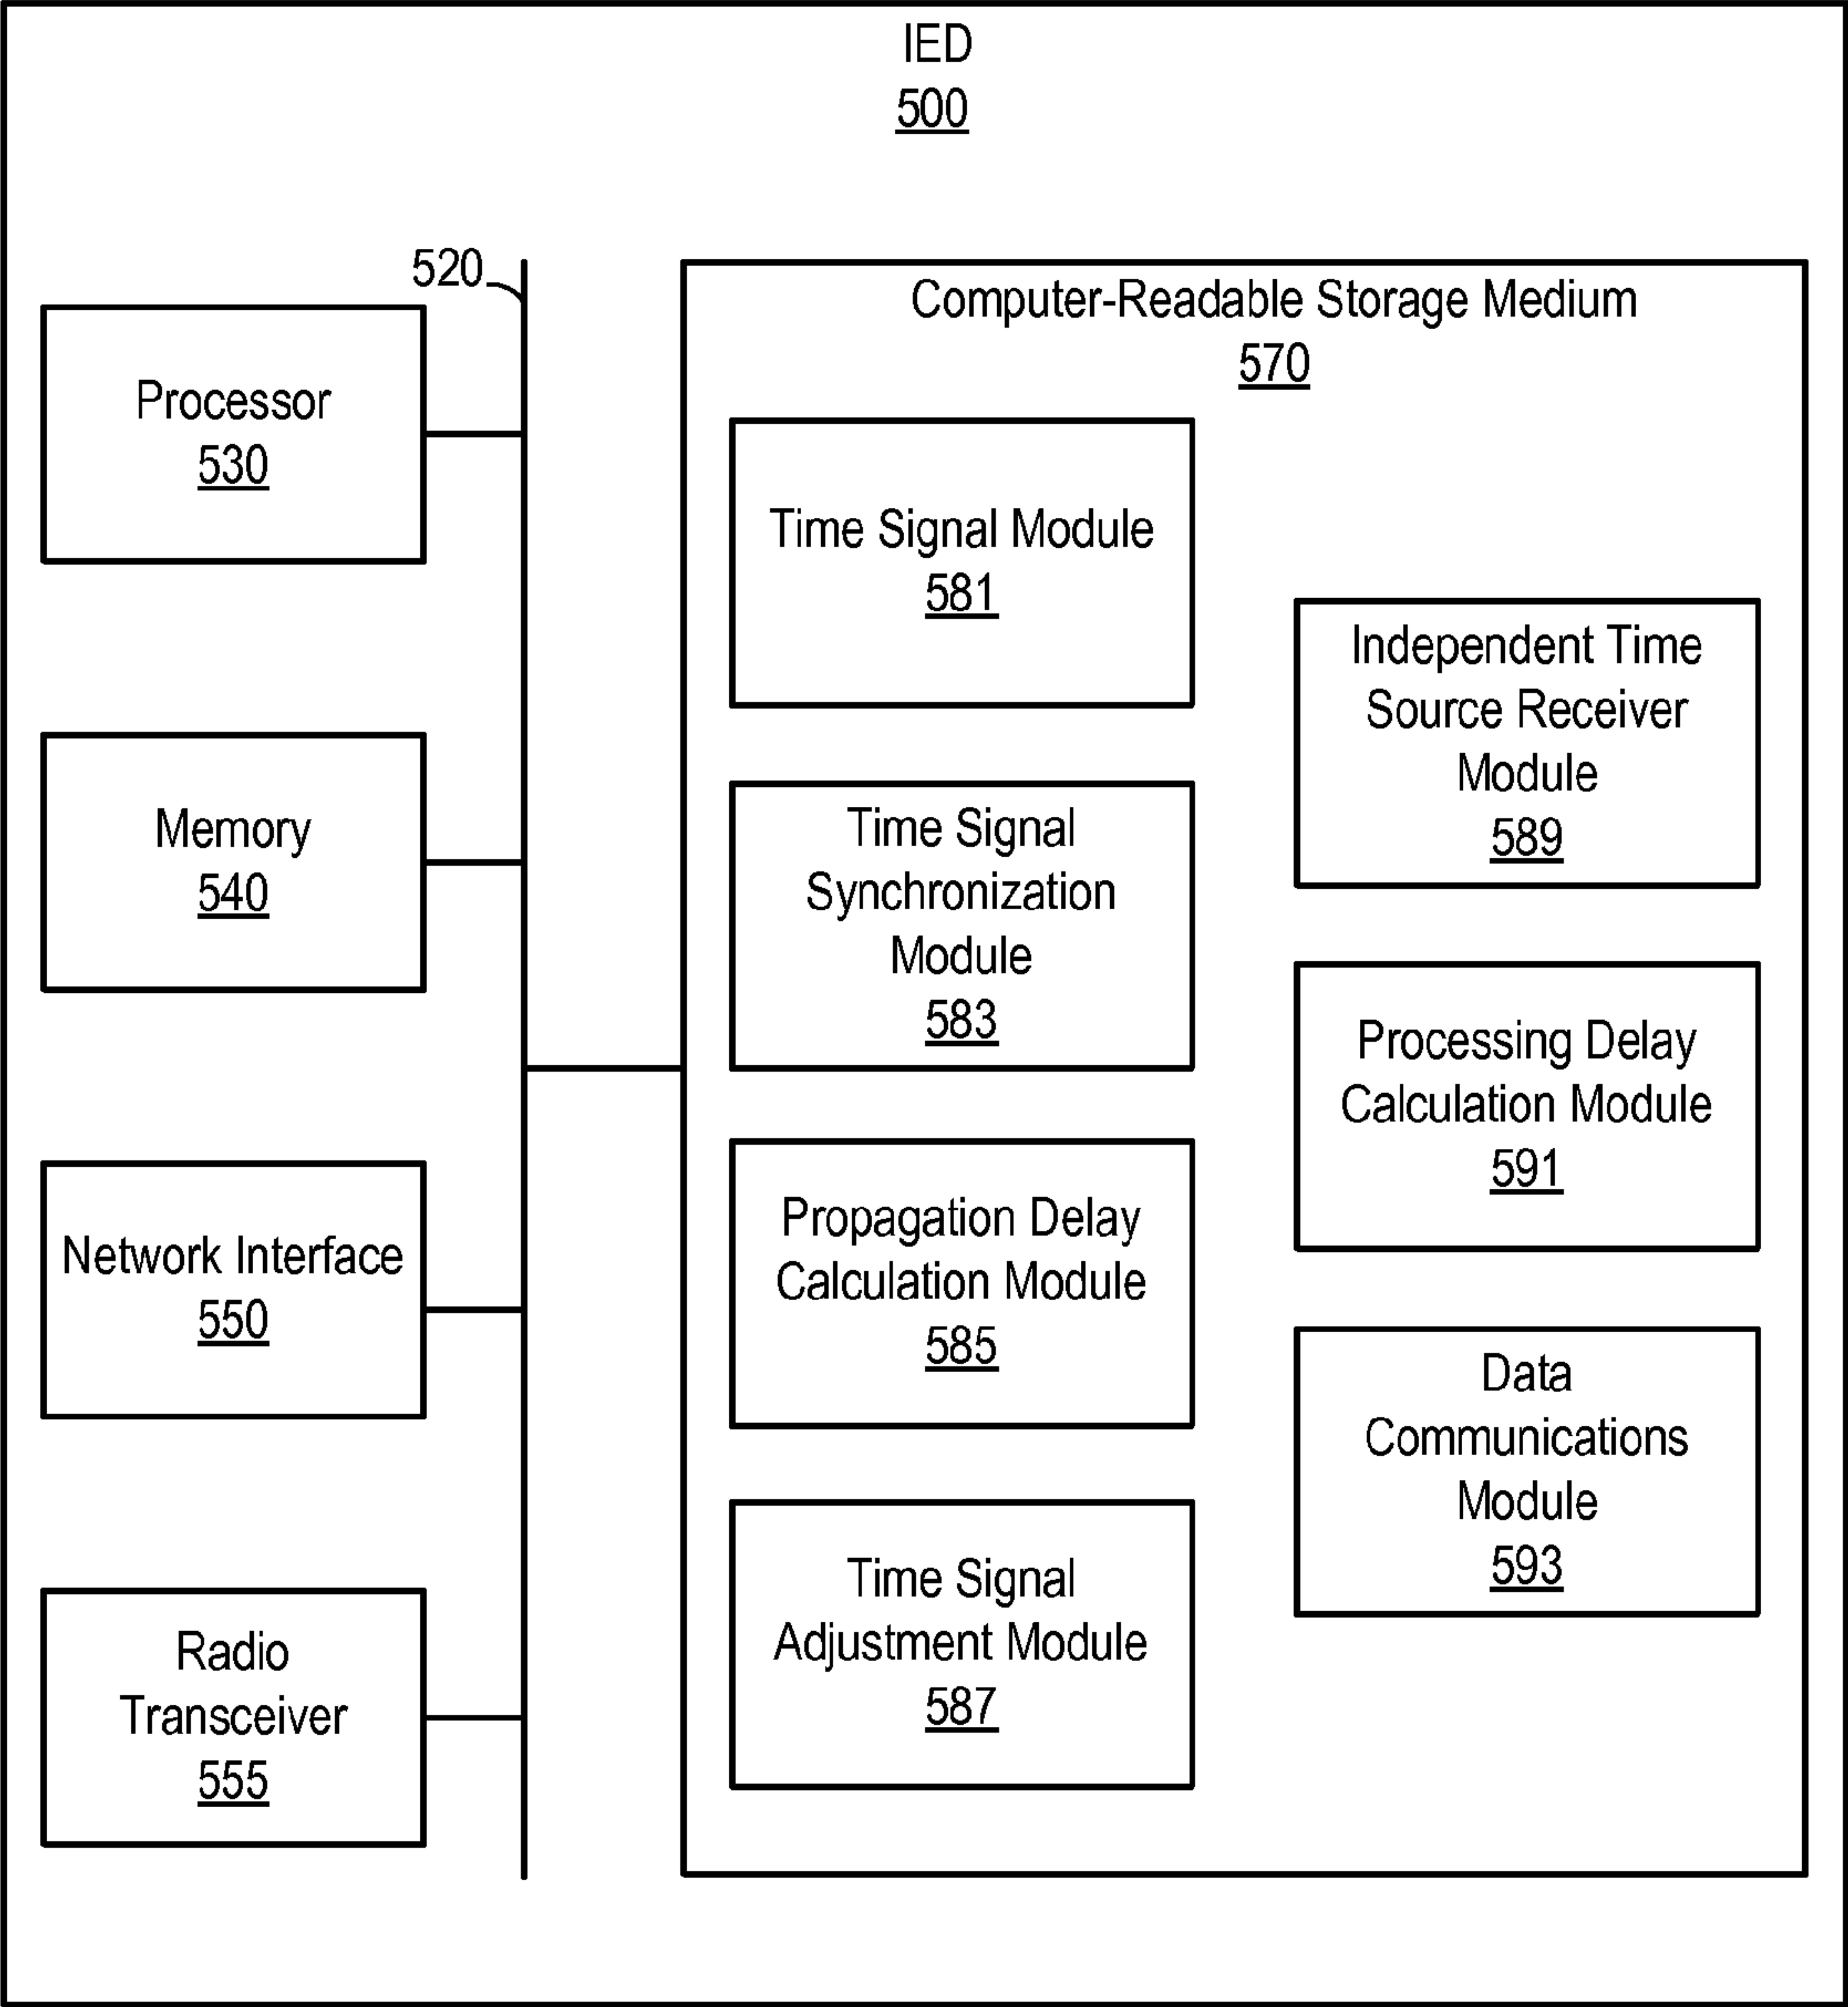 IED
500
520
Processor
530
Memory
540
Network Interface
550
Radio
Transceiver
555
Computer-Readable Storage Medium
570
Time Signal Module
581
Time Signal
Synchronization
Module
583
Propagation Delay
Calculation Module
585
Time Signal
Adjustment Module
587
Independent Time
Source Receiver
Module
589
Processing Delay
Calculation Module
591
Data
Communications
Module
593